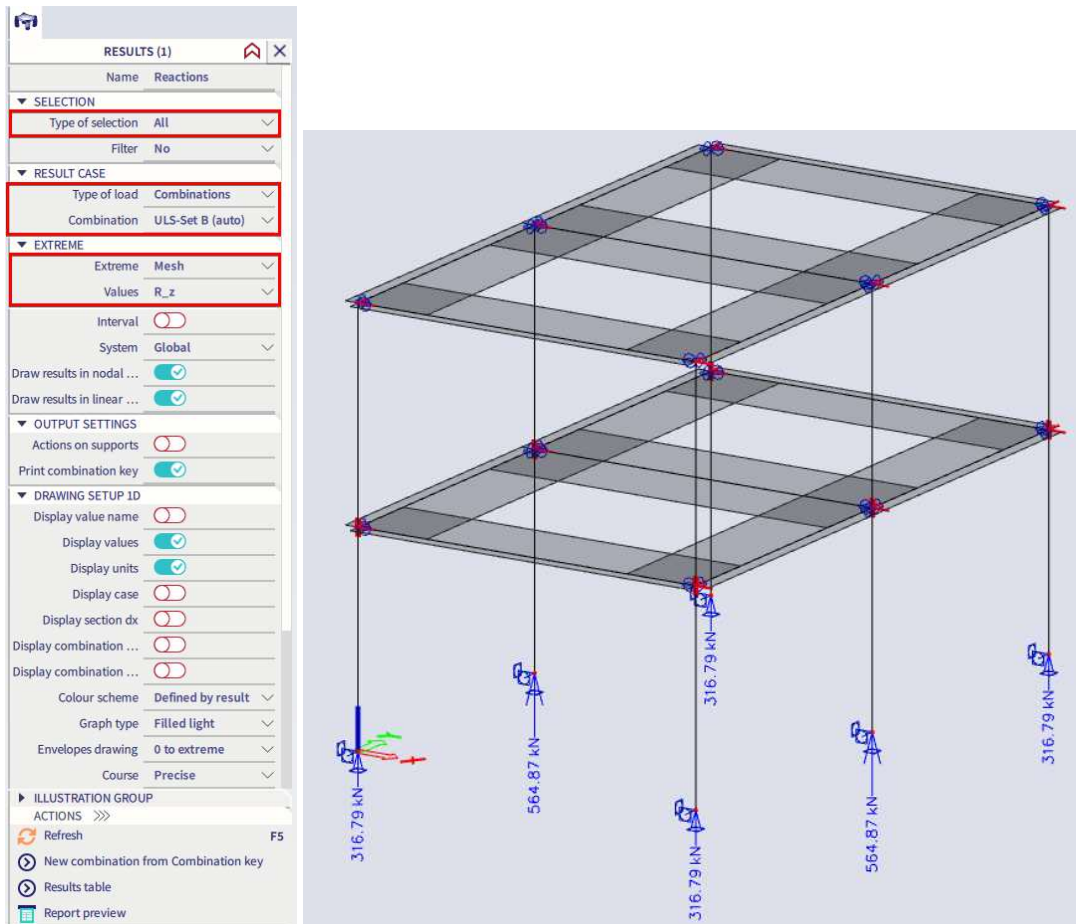 RESULTS (1)
Name Reactions
SELECTION
Type of selection All
Filter No
RESULT CASE
Type of load Combinations
Combination ULS-Set B (auto)
EXTREME
Extreme Mesh
Values R_z
Interval
System Global
Draw results in nodal ...
Draw results in linear ...
OUTPUT SETTINGS
Actions on supports
Print combination key
DRAWING SETUP 1D
Display value name
Display values
Display units
Display case
Display section dx
Display combination ...
Display combination ...
Colour scheme Defined by result
Graph type Filled light
Envelopes drawing 0 to extreme
Course Precise
ILLUSTRATION GROUP
ACTIONS >>>
Refresh F5
New combination from Combination key
Results table
Report preview
316.79 kN
564.87 kN
316.79 kN
316.79 kN
564.87 kN
316.79 kN